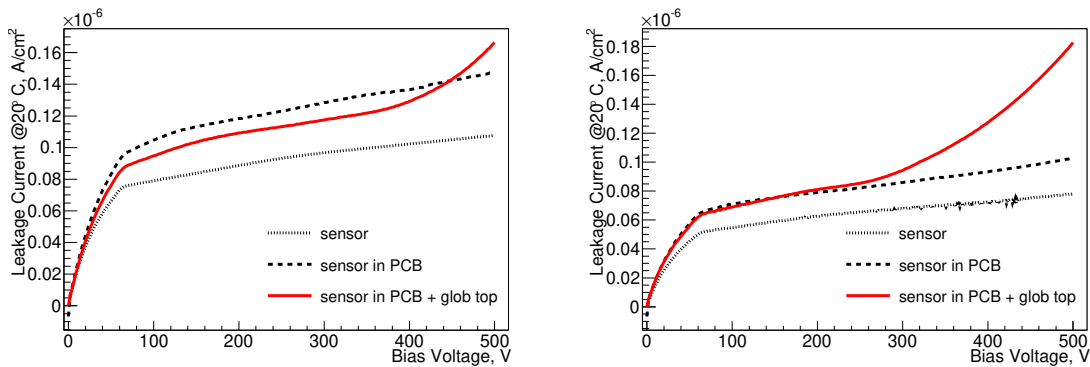 ×10⁻⁶
Leakage Current @20° C, A/cm²
0.16
0.14
0.12
0.1
0.08
0.06
0.04
0.02
0
sensor
sensor in PCB
sensor in PCB + glob top
0 100 200 300 400 500
Bias Voltage, V
×10⁻⁶
Leakage Current @20° C, A/cm²
0.18
0.16
0.14
0.12
0.1
0.08
0.06
0.04
0.02
0
sensor
sensor in PCB
sensor in PCB + glob top
0 100 200 300 400 500
Bias Voltage, V